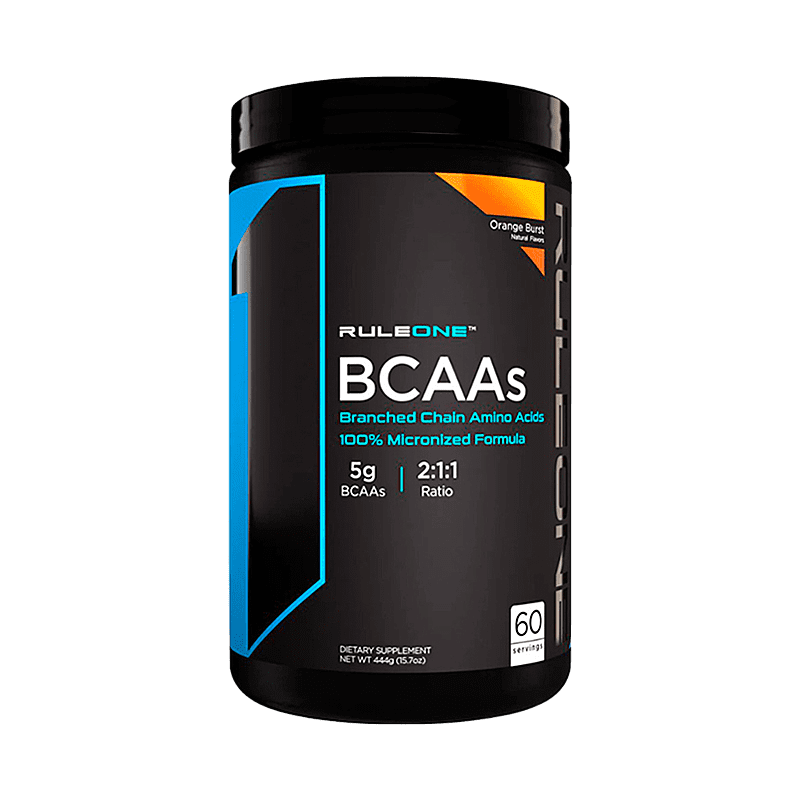 Orange Burst
Natural Flavors
RULEONE
RULEONE™
BCAAs
Branched Chain Amino Acids
100% Micronized Formula
5g
BCAAs
2:1:1
Ratio
60
servings
DIETARY SUPPLEMENT
NET WT 444g (15.7oz)